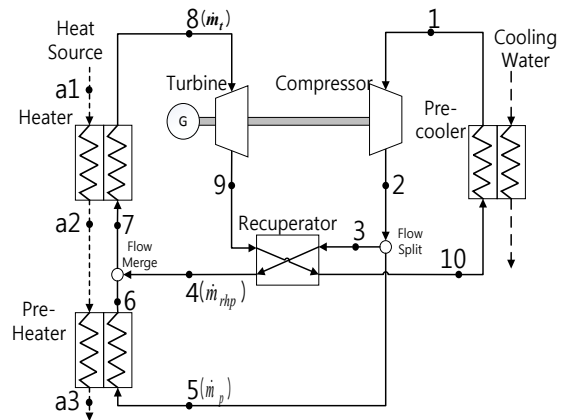 8(ṁt)
1
Heat
Source
Cooling
Water
a1
Turbine
Compressor
Heater
Pre-
cooler
G
9
2
Recuperator
a2
7
3
Flow
Split
Flow
Merge
4(ṁrhp)
10
6
Pre-
Heater
5(ṁp)
a3